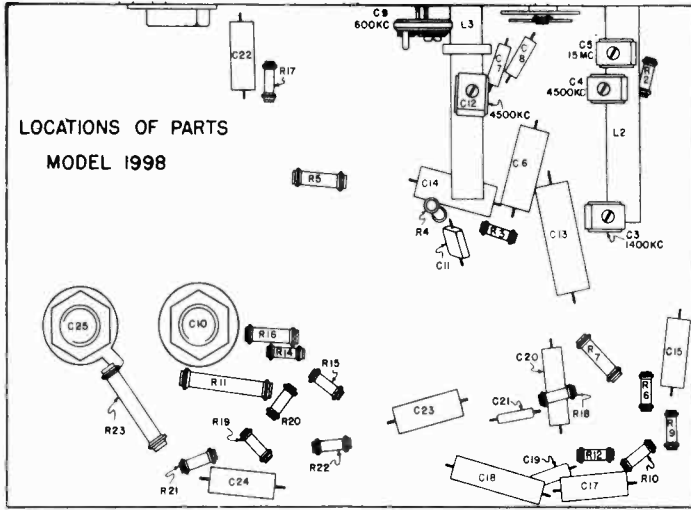 C9
600KC
L3
C5
15MC
C22
R17
C7
C8
C4
4500KC
R2
C12
4500KC
LOCATIONS OF PARTS
MODEL 1998
L2
C6
R5
C14
R4
R3
C13
C3
1400KC
C11
C25
C10
R16
R14
R15
C20
R7
C15
R11
R6
R23
R20
C23
C21
R18
R19
R9
R22
C19
R12
R10
R21
C24
C18
C17